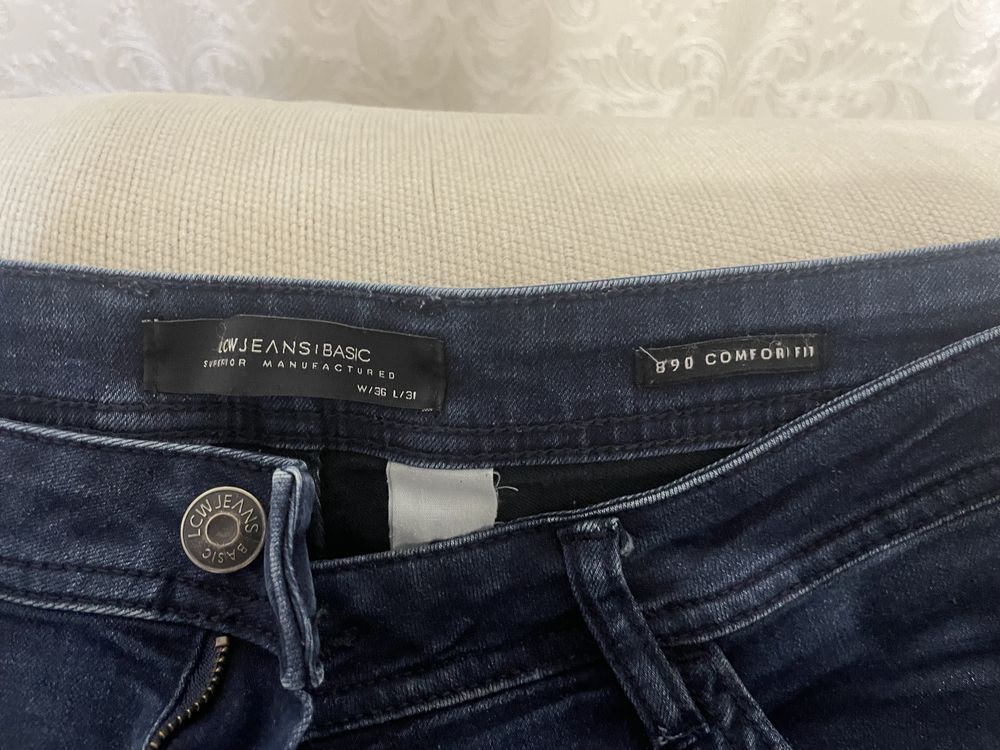 LCWJEANS|BASIC
SUPERIOR MANUFACTURED
W/36 L/31
890 COMFORT FIT
LCWJEANS
BASIC